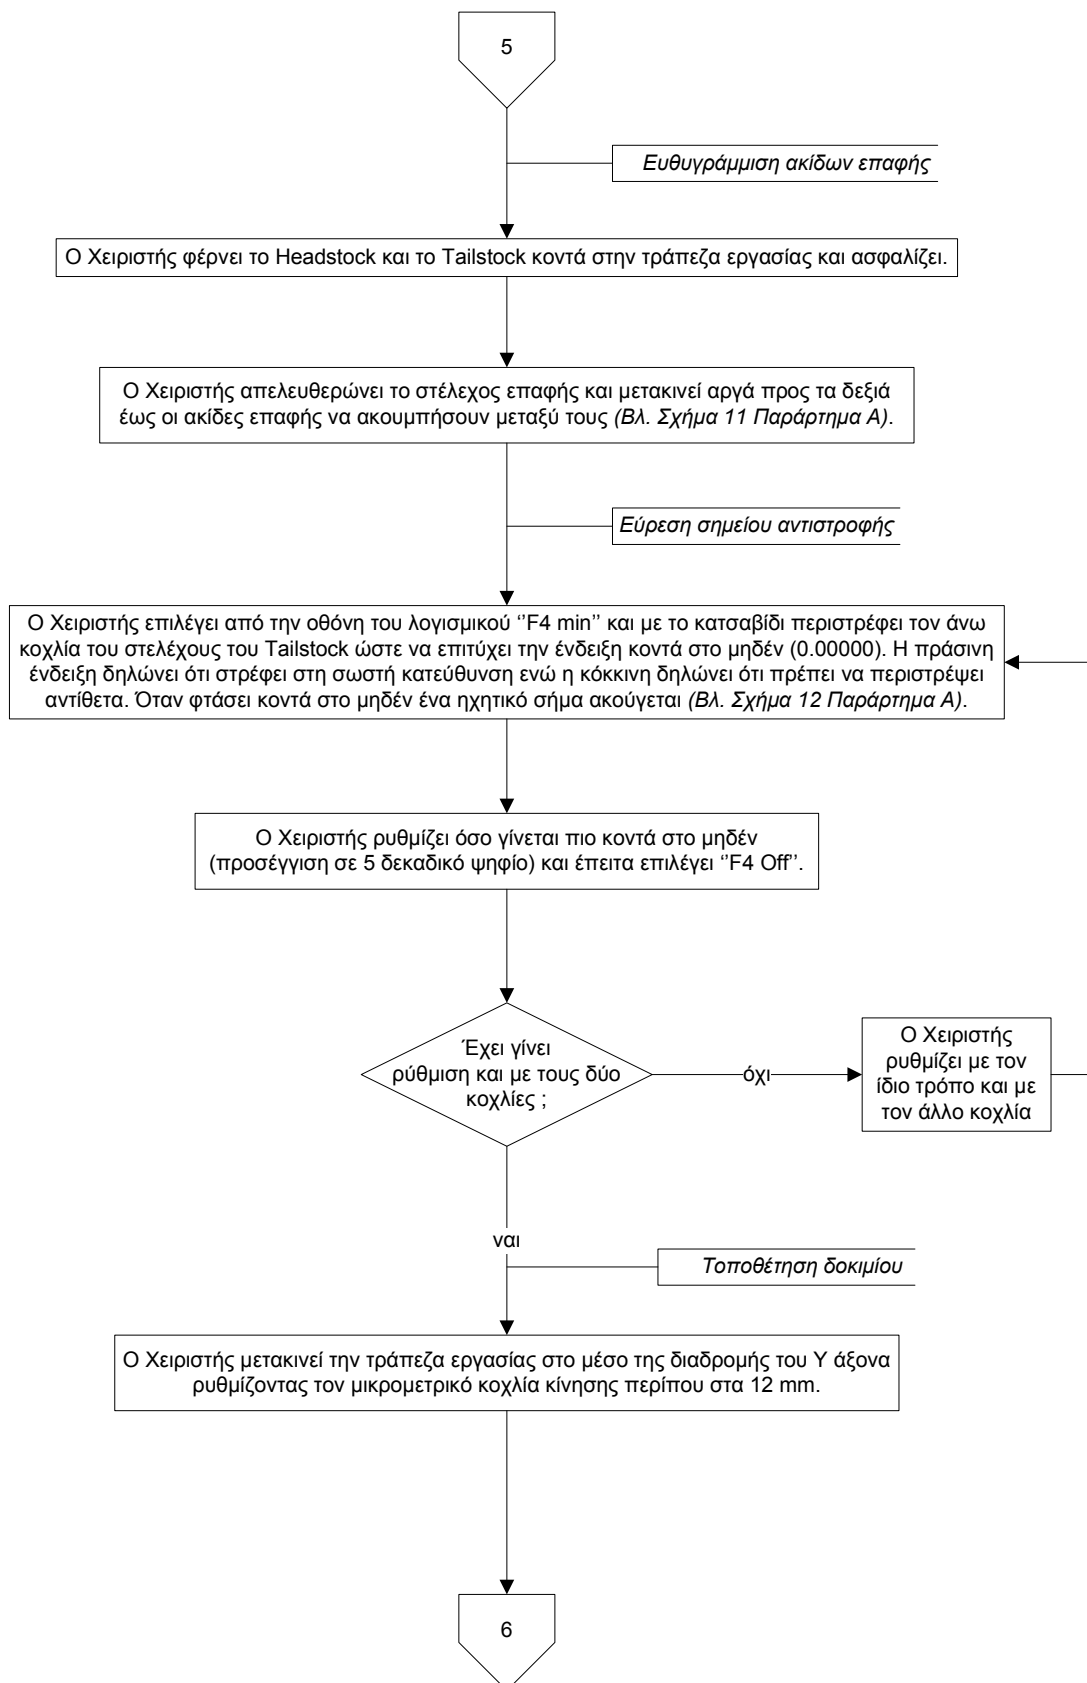 5
Ευθυγράμμιση ακίδων επαφής
Ο Χειριστής φέρνει το Headstock και το Tailstock κοντά στην τράπεζα εργασίας και ασφαλίζει.
Ο Χειριστής απελευθερώνει το στέλεχος επαφής και μετακινεί αργά προς τα δεξιά
έως οι ακίδες επαφής να ακουμπήσουν μεταξύ τους (Βλ. Σχήμα 11 Παράρτημα Α).
Εύρεση σημείου αντιστροφής
Ο Χειριστής επιλέγει από την οθόνη του λογισμικού ‘’F4 min’’ και με το κατσαβίδι περιστρέφει τον άνω
κοχλία του στελέχους του Tailstock ώστε να επιτύχει την ένδειξη κοντά στο μηδέν (0.00000). Η πράσινη
ένδειξη δηλώνει ότι στρέφει στη σωστή κατεύθυνση ενώ η κόκκινη δηλώνει ότι πρέπει να περιστρέψει
αντίθετα. Όταν φτάσει κοντά στο μηδέν ένα ηχητικό σήμα ακούγεται (Βλ. Σχήμα 12 Παράρτημα Α).
Ο Χειριστής ρυθμίζει όσο γίνεται πιο κοντά στο μηδέν
(προσέγγιση σε 5 δεκαδικό ψηφίο) και έπειτα επιλέγει ‘’F4 Off’’.
Έχει γίνει
ρύθμιση και με τους δύο
κοχλίες ;
όχι
Ο Χειριστής
ρυθμίζει με τον
ίδιο τρόπο και με
τον άλλο κοχλία
ναι
Τοποθέτηση δοκιμίου
Ο Χειριστής μετακινεί την τράπεζα εργασίας στο μέσο της διαδρομής του Υ άξονα
ρυθμίζοντας τον μικρομετρικό κοχλία κίνησης περίπου στα 12 mm.
6